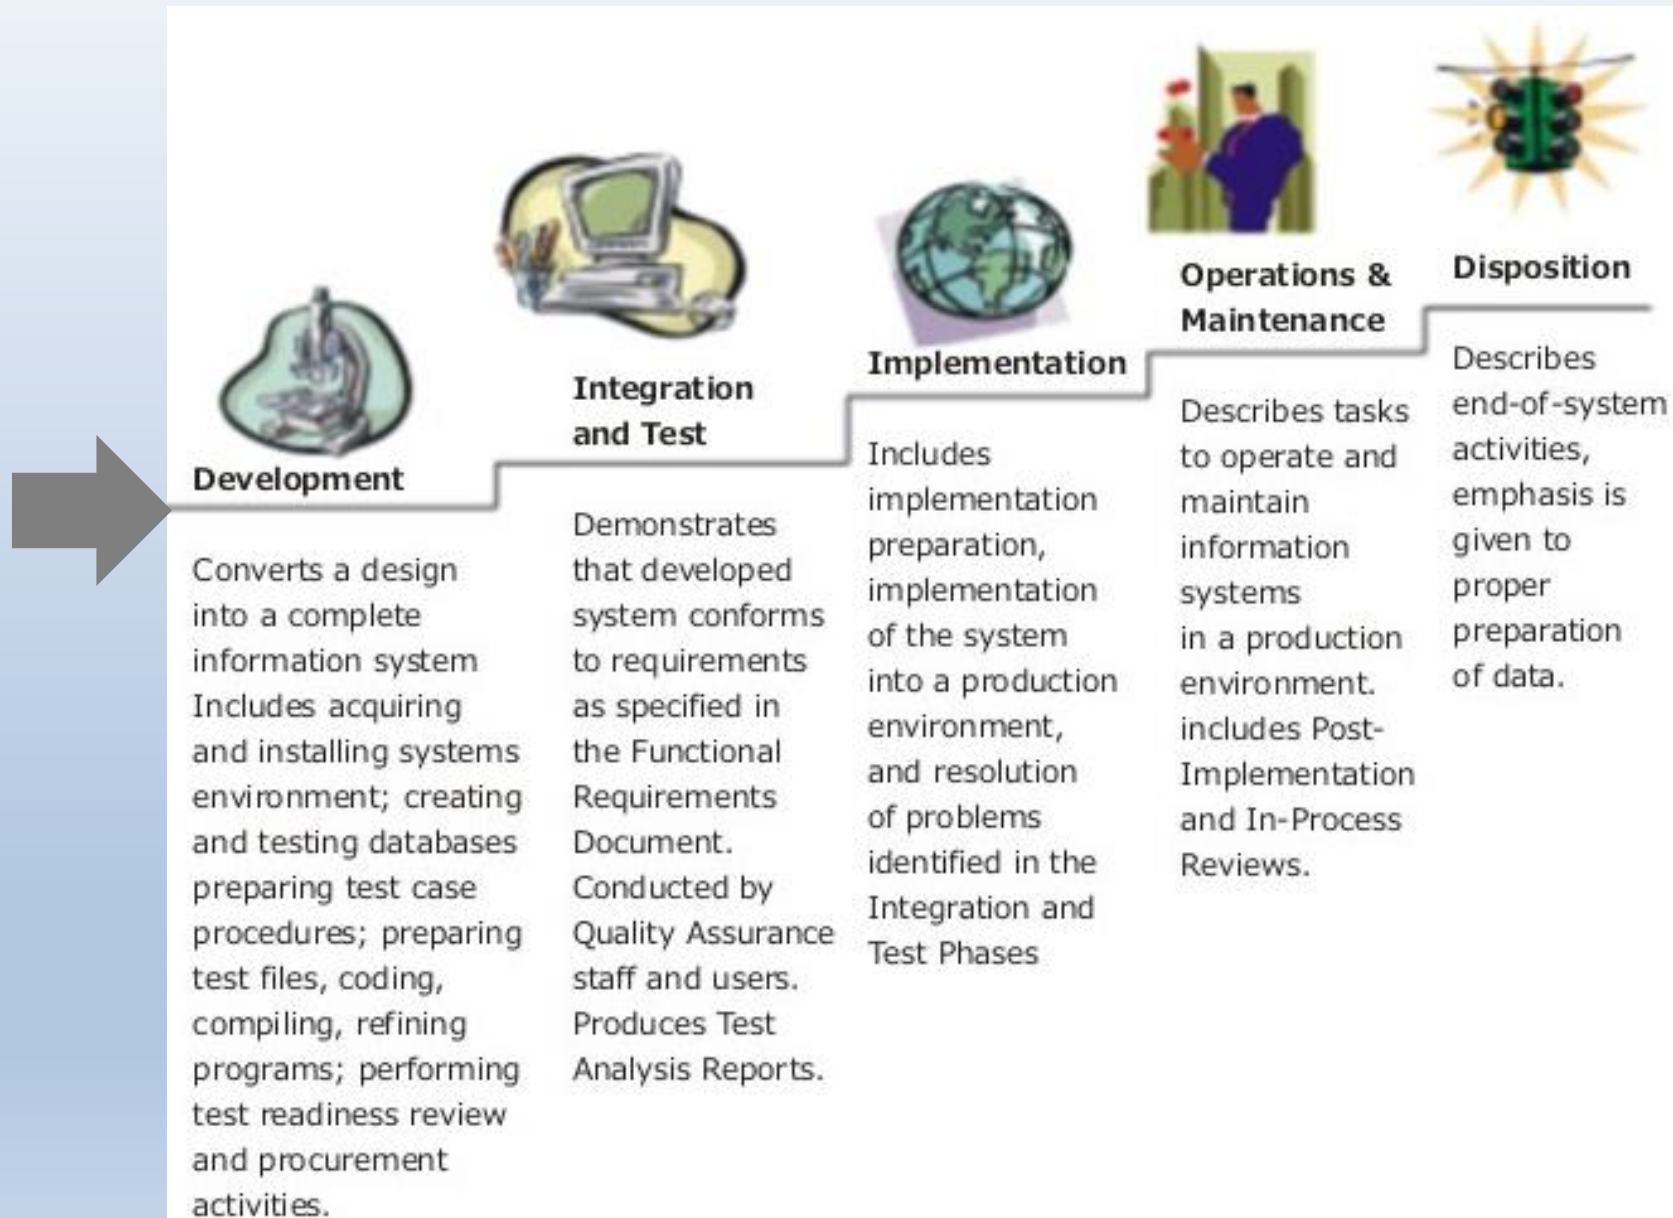 Development
Converts a design
into a complete
information system
Includes acquiring
and installing systems
environment; creating
and testing databases
preparing test case
procedures; preparing
test files, coding,
compiling, refining
programs; performing
test readiness review
and procurement
activities.
Integration
and Test
Demonstrates
that developed
system conforms
to requirements
as specified in
the Functional
Requirements
Document.
Conducted by
Quality Assurance
staff and users.
Produces Test
Analysis Reports.
Implementation
Includes
implementation
preparation,
implementation
of the system
into a production
environment,
and resolution
of problems
identified in the
Integration and
Test Phases
Operations &
Maintenance
Describes tasks
to operate and
maintain
information
systems
in a production
environment.
includes Post-
Implementation
and In-Process
Reviews.
Disposition
Describes
end-of-system
activities,
emphasis is
given to
proper
preparation
of data.